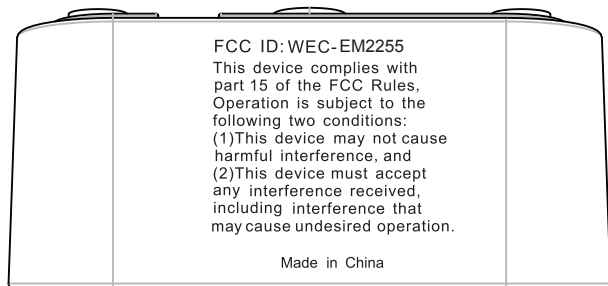 FCC ID: WEC-EM2255
This device complies with
part 15 of the FCC Rules,
Operation is subject to the
following two conditions:
(1)This device may not cause
harmful interference, and
(2)This device must accept
any interference received,
including interference that
may cause undesired operation.
Made in China